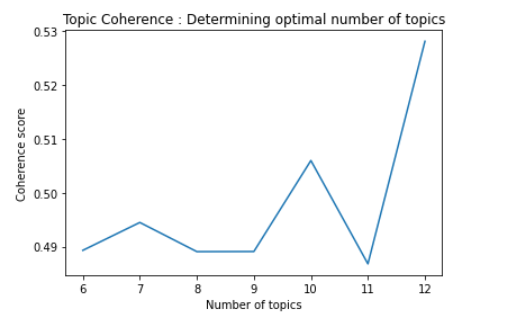 Topic Coherence : Determining optimal number of topics
0.53
0.52
0.51
0.50
0.49
Coherence score
6 7 8 9 10 11 12
Number of topics